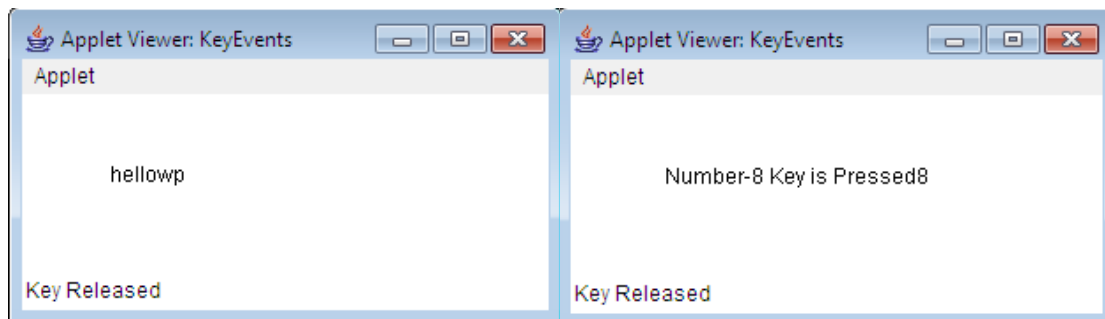 Applet Viewer: KeyEvents
Applet
hellowp
Key Released
Applet Viewer: KeyEvents
Applet
Number-8 Key is Pressed8
Key Released